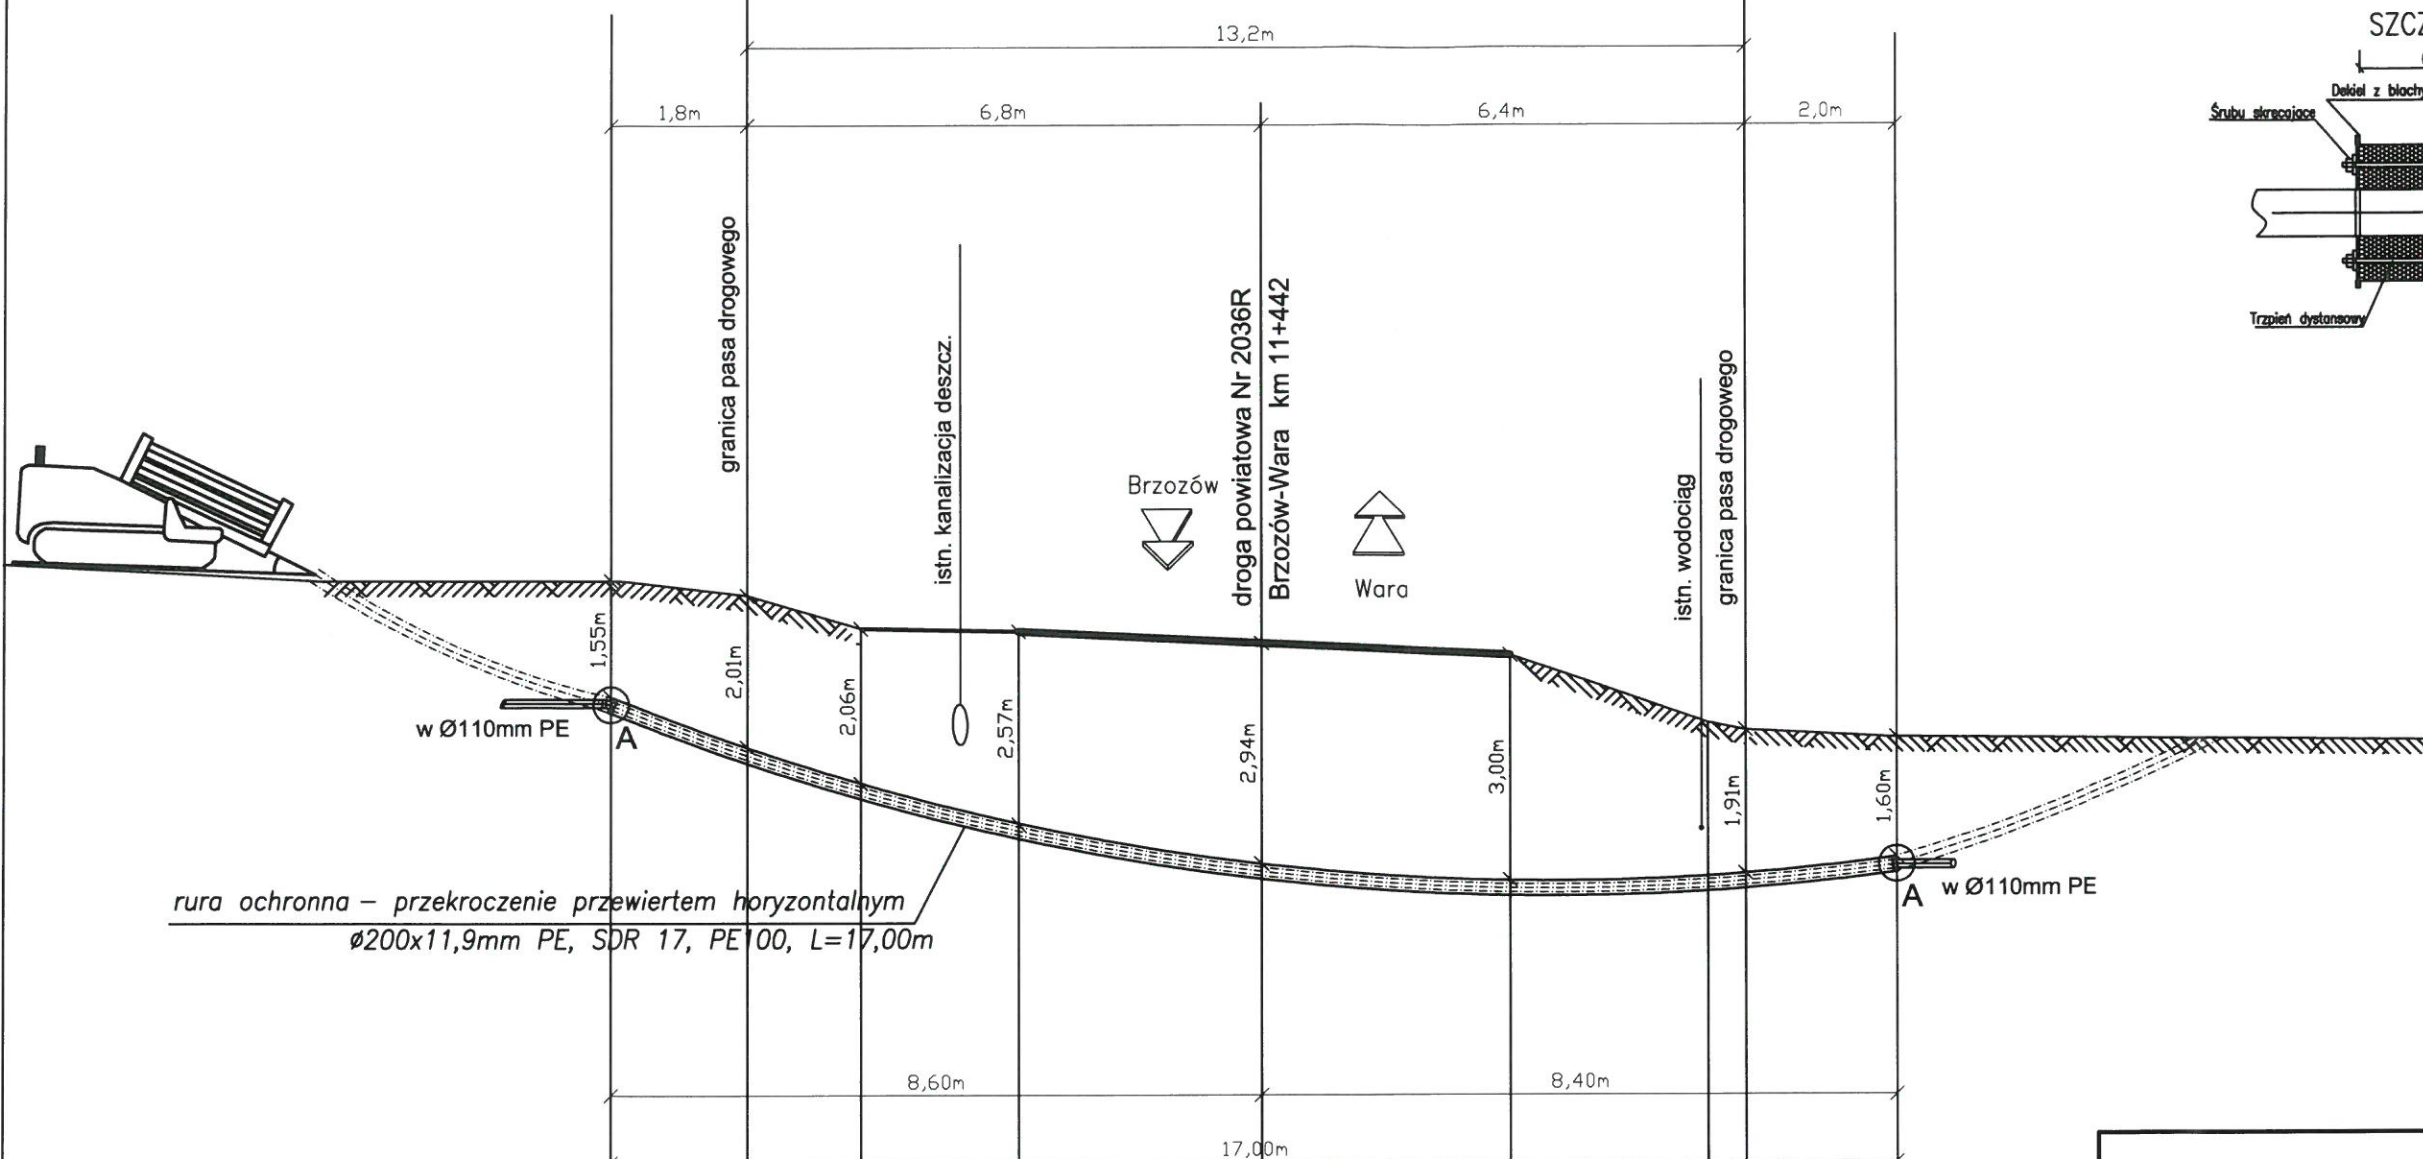 13,2m
SZCZ
1,8m
6,8m
6,4m
2,0m
Dekiel z blachy
Śrubu skręcające
Trzpień dystansowy
granica pasa drogowego
istn. kanalizacja deszcz.
droga powiatowa Nr 2036R
Brzozów-Wara km 11+442
istn. wodociąg
granica pasa drogowego
Brzozów
Wara
1,55m
2,01m
2,06m
2,57m
2,94m
3,00m
1,91m
1,60m
w Ø110mm PE
A
A
w Ø110mm PE
rura ochronna – przekroczenie przewiertem horyzontalnym
ø200x11,9mm PE, SDR 17, PE100, L=17,00m
8,60m
8,40m
17,00m